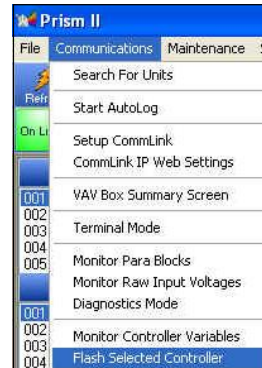 Prism II
File Communications Maintenance
Search For Units
Start AutoLog
Setup CommLink
CommLink IP Web Settings
VAV Box Summary Screen
Terminal Mode
Monitor Para Blocks
Monitor Raw Input Voltages
Diagnostics Mode
Monitor Controller Variables
Flash Selected Controller
Refr
On Li
001
002
003
004
005
001
002
003
004